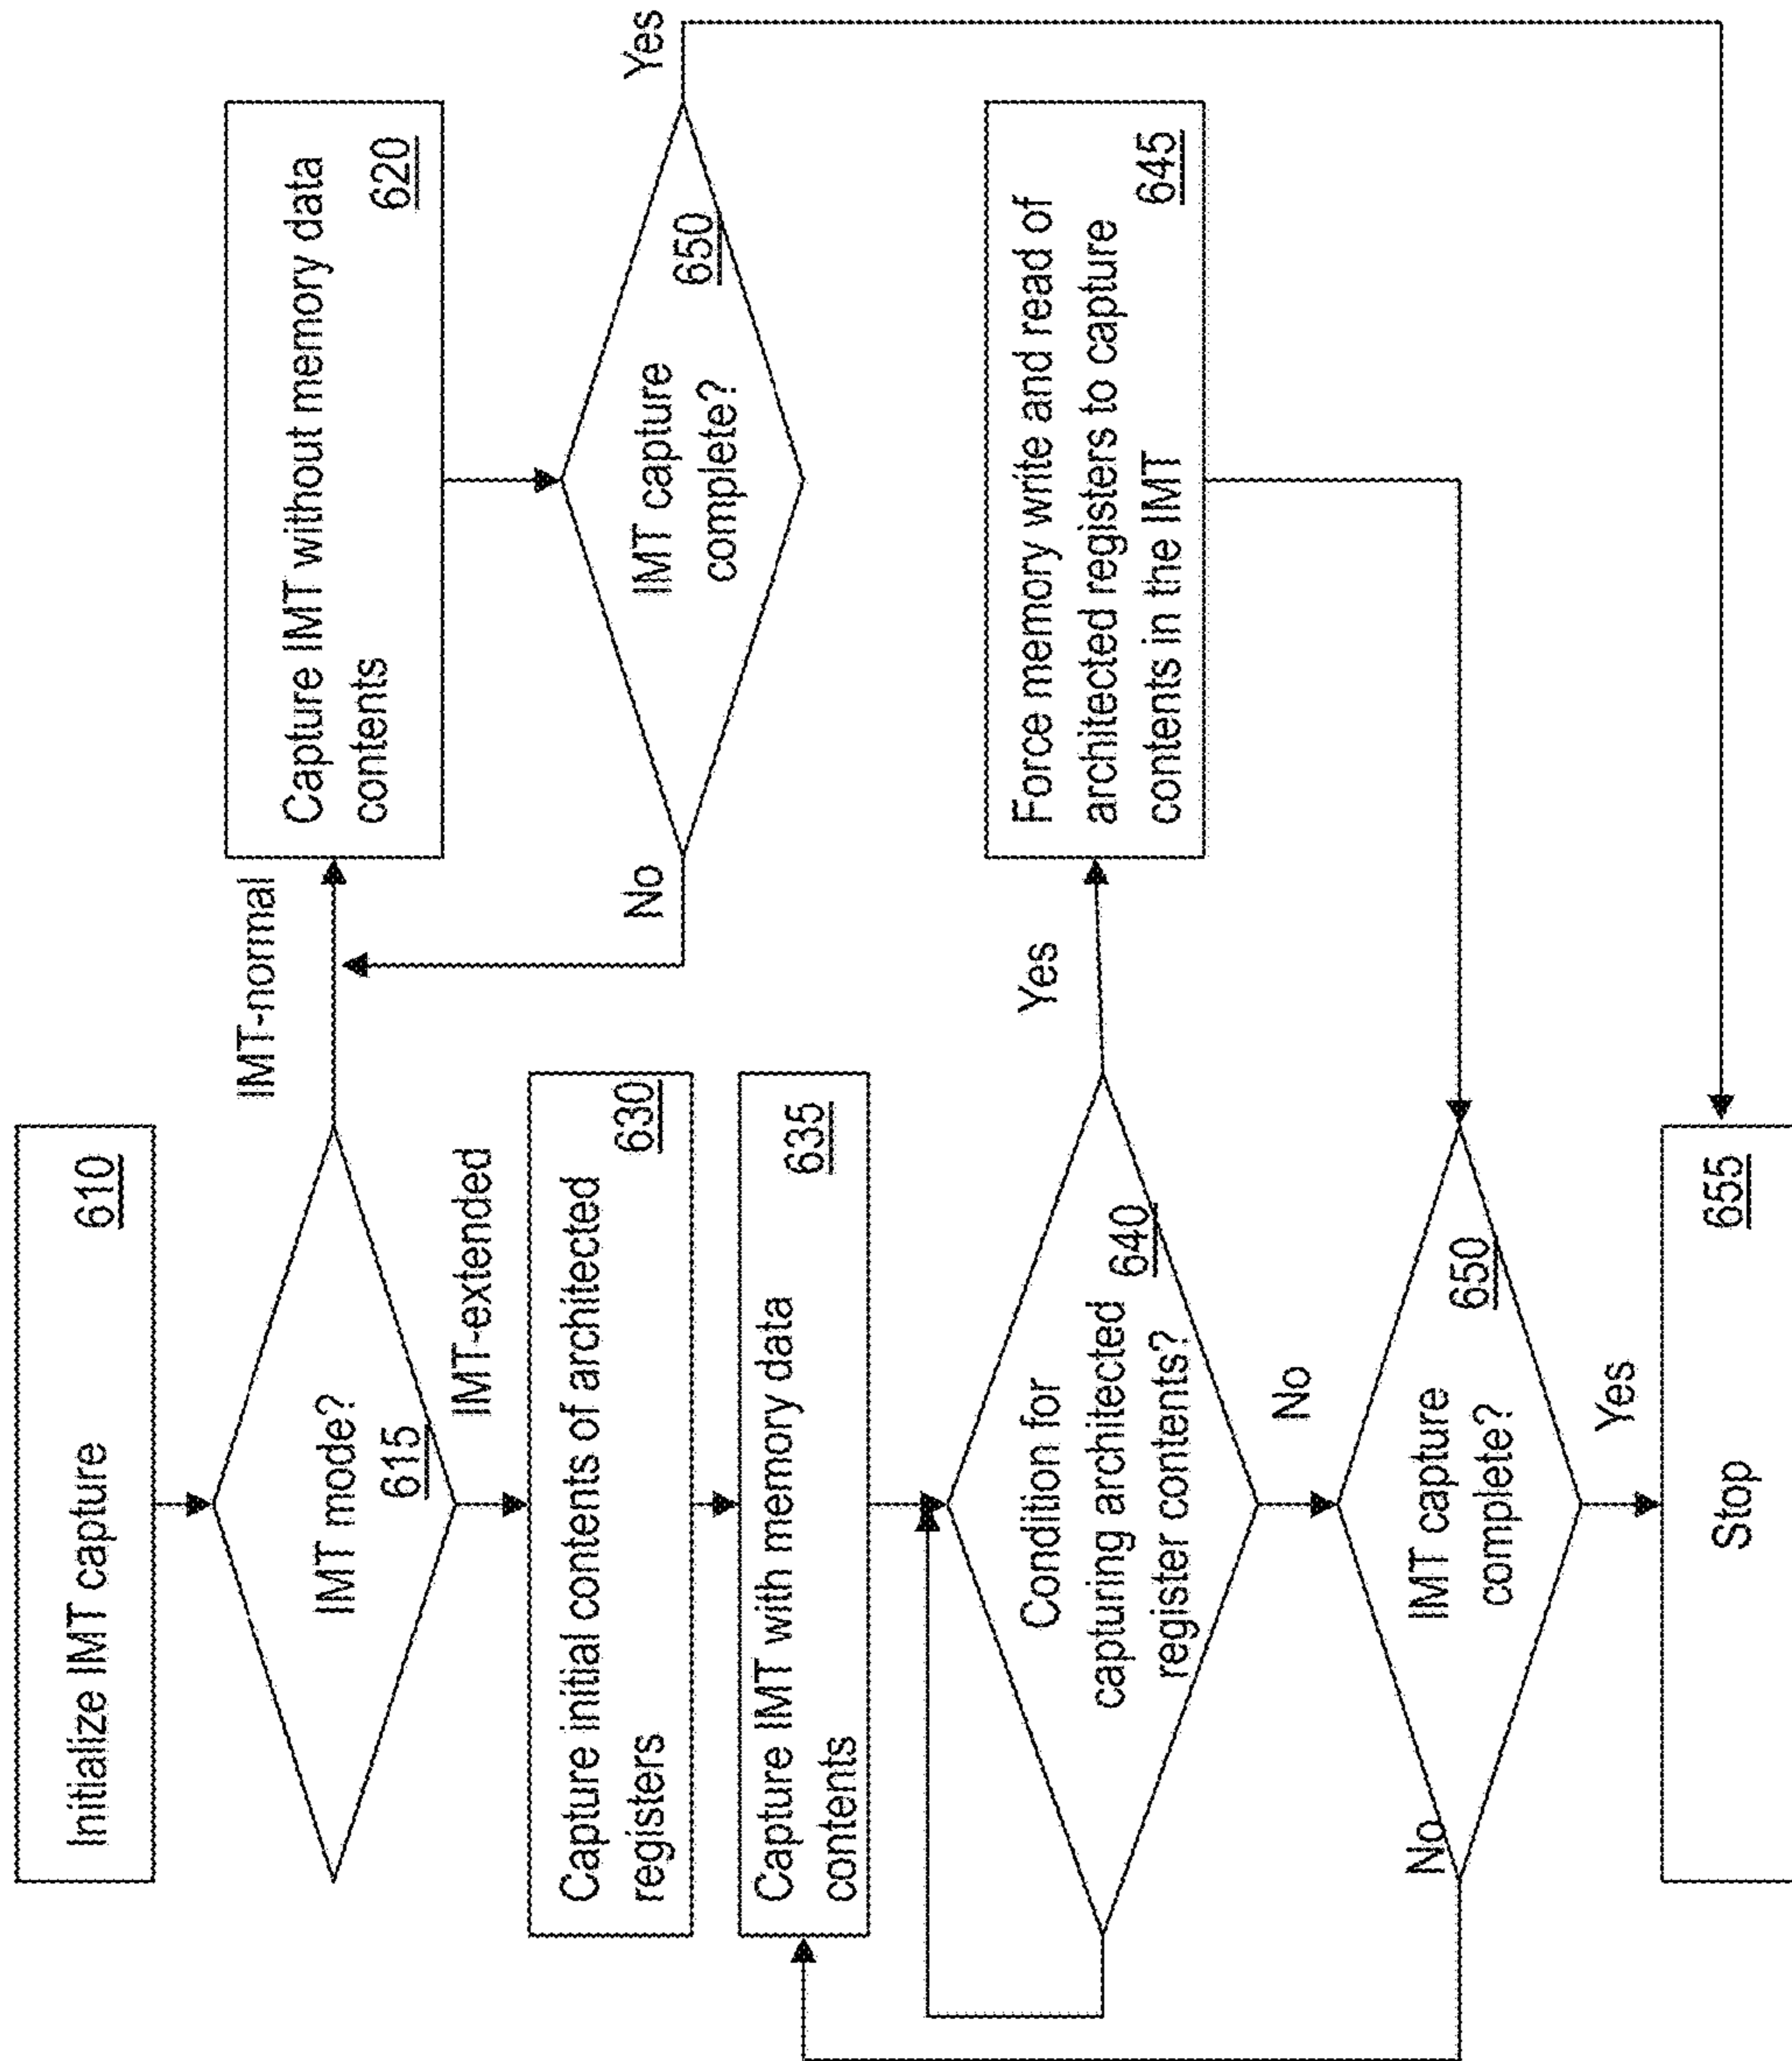 Initialize IMT capture
610
IMT mode?
615
IMT-normal
IMT-extended
Capture IMT without memory data
contents
620
IMT capture
complete?
650
No
Yes
Capture initial contents of architected
registers
630
Capture IMT with memory data
contents
635
Condition for
capturing architected
register contents?
640
Yes
No
Force memory write and read of
architected registers to capture
contents in the IMT
645
IMT capture
complete?
650
No
Yes
Stop
655